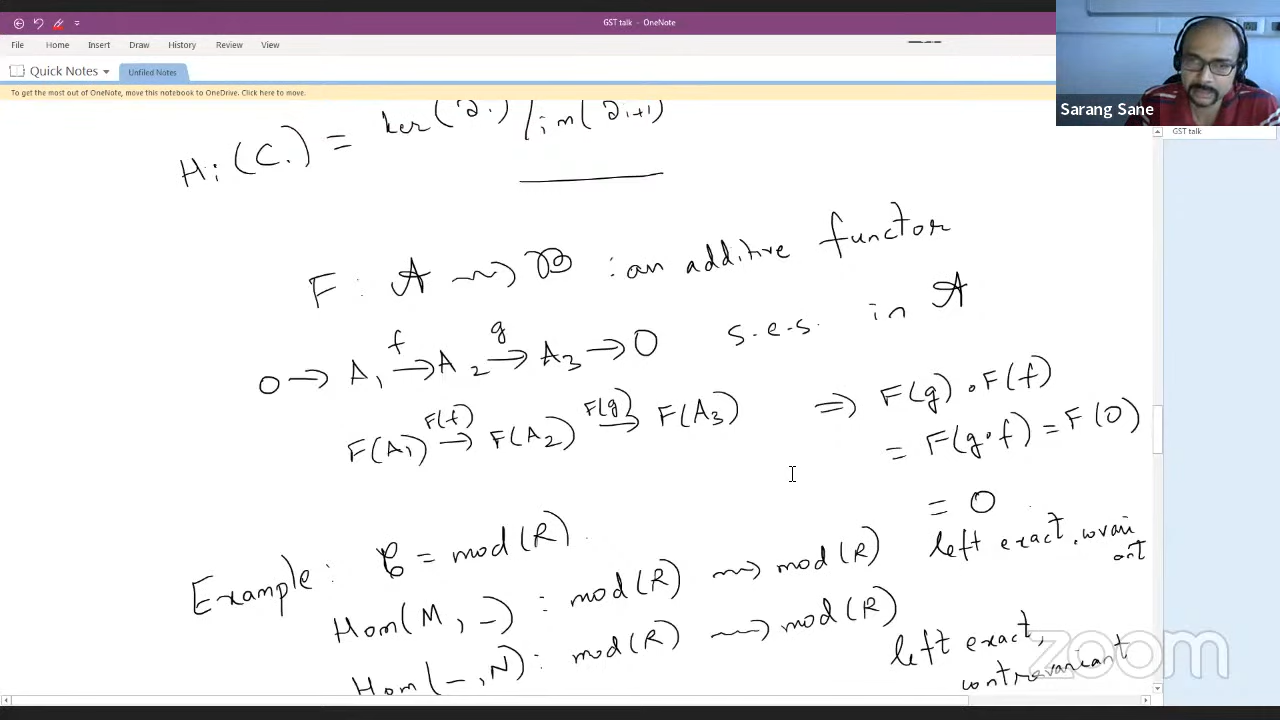 GST talk - OneNote
File Home Insert Draw History Review View
Quick Notes Unfiled Notes
To get the most out of OneNote, move this notebook to OneDrive. Click here to move.
Sarang Sane
GST talk
Hi (C.) = ker(∂i) / im(∂i+1)
F : A ⇝ B : an additive functor
0 → A1 →f A2 →g A3 → 0 s.e.s. in A
F(A1) →F(f) F(A2) →F(g) F(A3) ⇒ F(g) ∘ F(f)
= F(g∘f) = F(0)
= 0
Example: C = mod(R)
Hom(M, -) : mod(R) ⇝ mod(R) left exact, covariant
Hom(-, N) : mod(R) ⇝ mod(R) left exact, contravariant
zoom